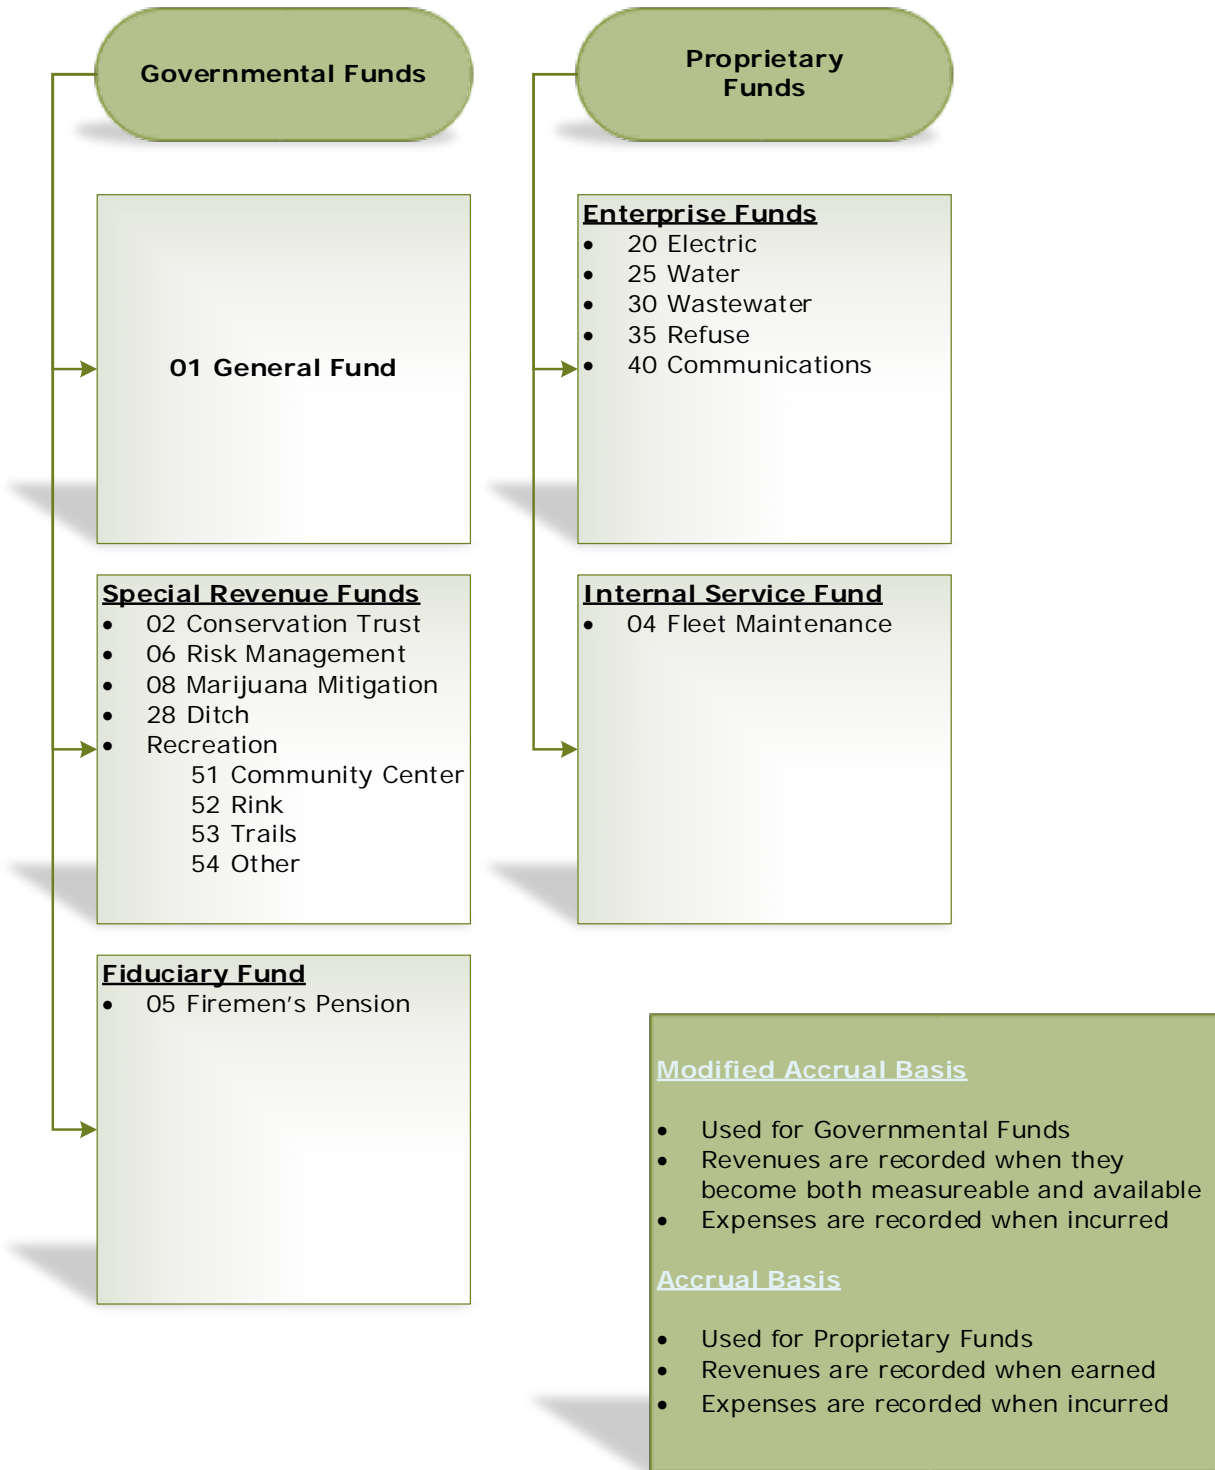 Governmental Funds
01 General Fund
Special Revenue Funds
• 02 Conservation Trust
• 06 Risk Management
• 08 Marijuana Mitigation
• 28 Ditch
• Recreation
51 Community Center
52 Rink
53 Trails
54 Other
Fiduciary Fund
• 05 Firemen’s Pension
Proprietary
Funds
Enterprise Funds
• 20 Electric
• 25 Water
• 30 Wastewater
• 35 Refuse
• 40 Communications
Internal Service Fund
• 04 Fleet Maintenance
Modified Accrual Basis
• Used for Governmental Funds
• Revenues are recorded when they
become both measureable and available
• Expenses are recorded when incurred
Accrual Basis
• Used for Proprietary Funds
• Revenues are recorded when earned
• Expenses are recorded when incurred